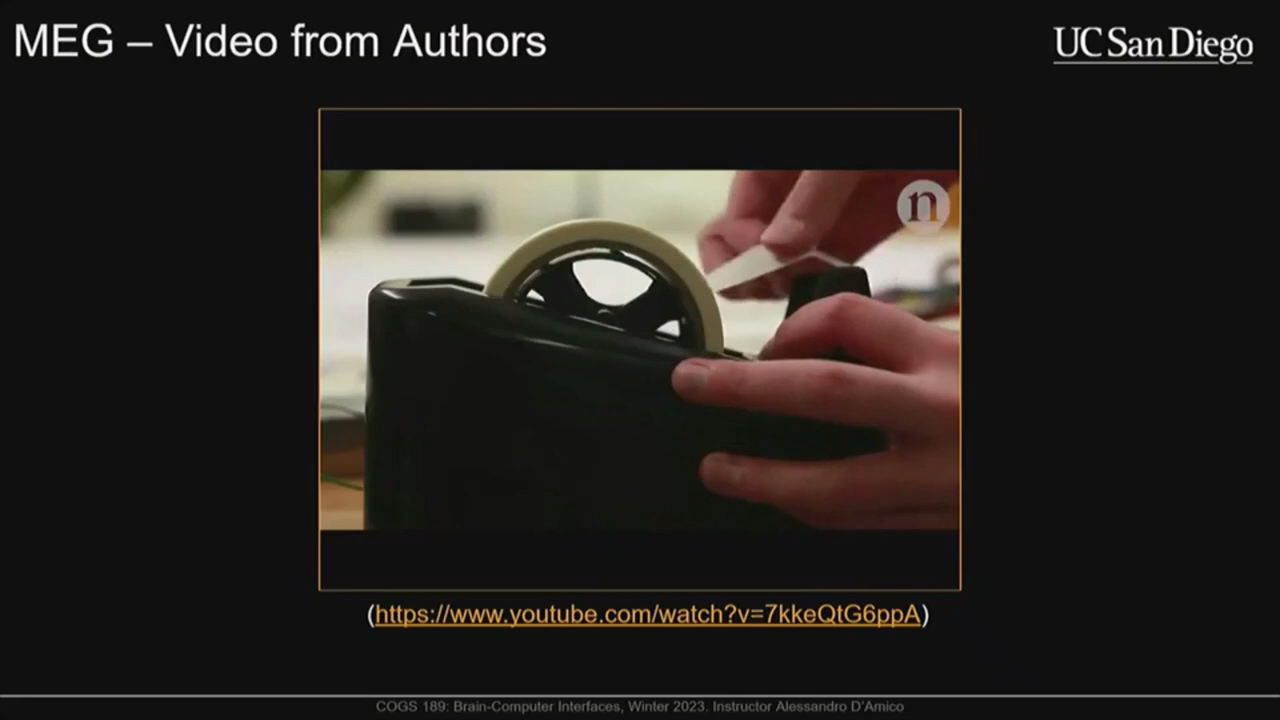 MEG – Video from Authors
UC San Diego
n
(https://www.youtube.com/watch?v=7kkeQtG6ppA)
COGS 189: Brain-Computer Interfaces, Winter 2023. Instructor Alessandro D'Amico